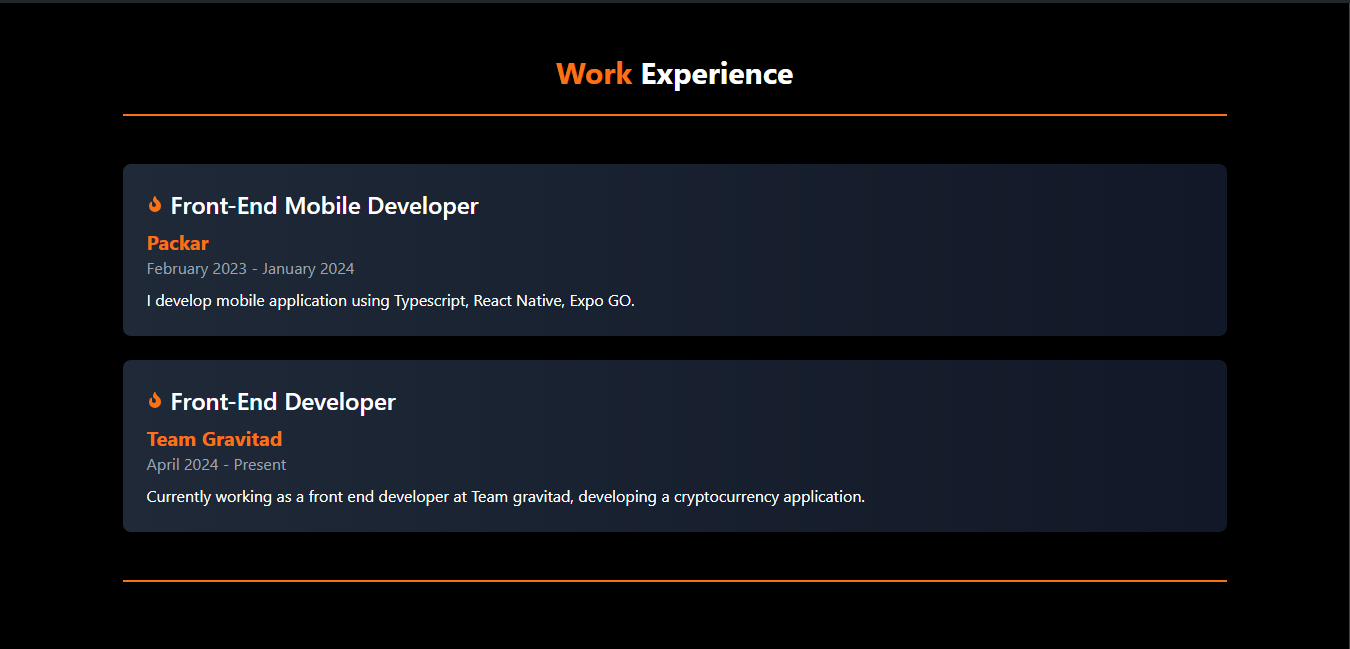 Work Experience
Front-End Mobile Developer
Packar
February 2023 - January 2024
I develop mobile application using Typescript, React Native, Expo GO.
Front-End Developer
Team Gravitad
April 2024 - Present
Currently working as a front end developer at Team gravitad, developing a cryptocurrency application.